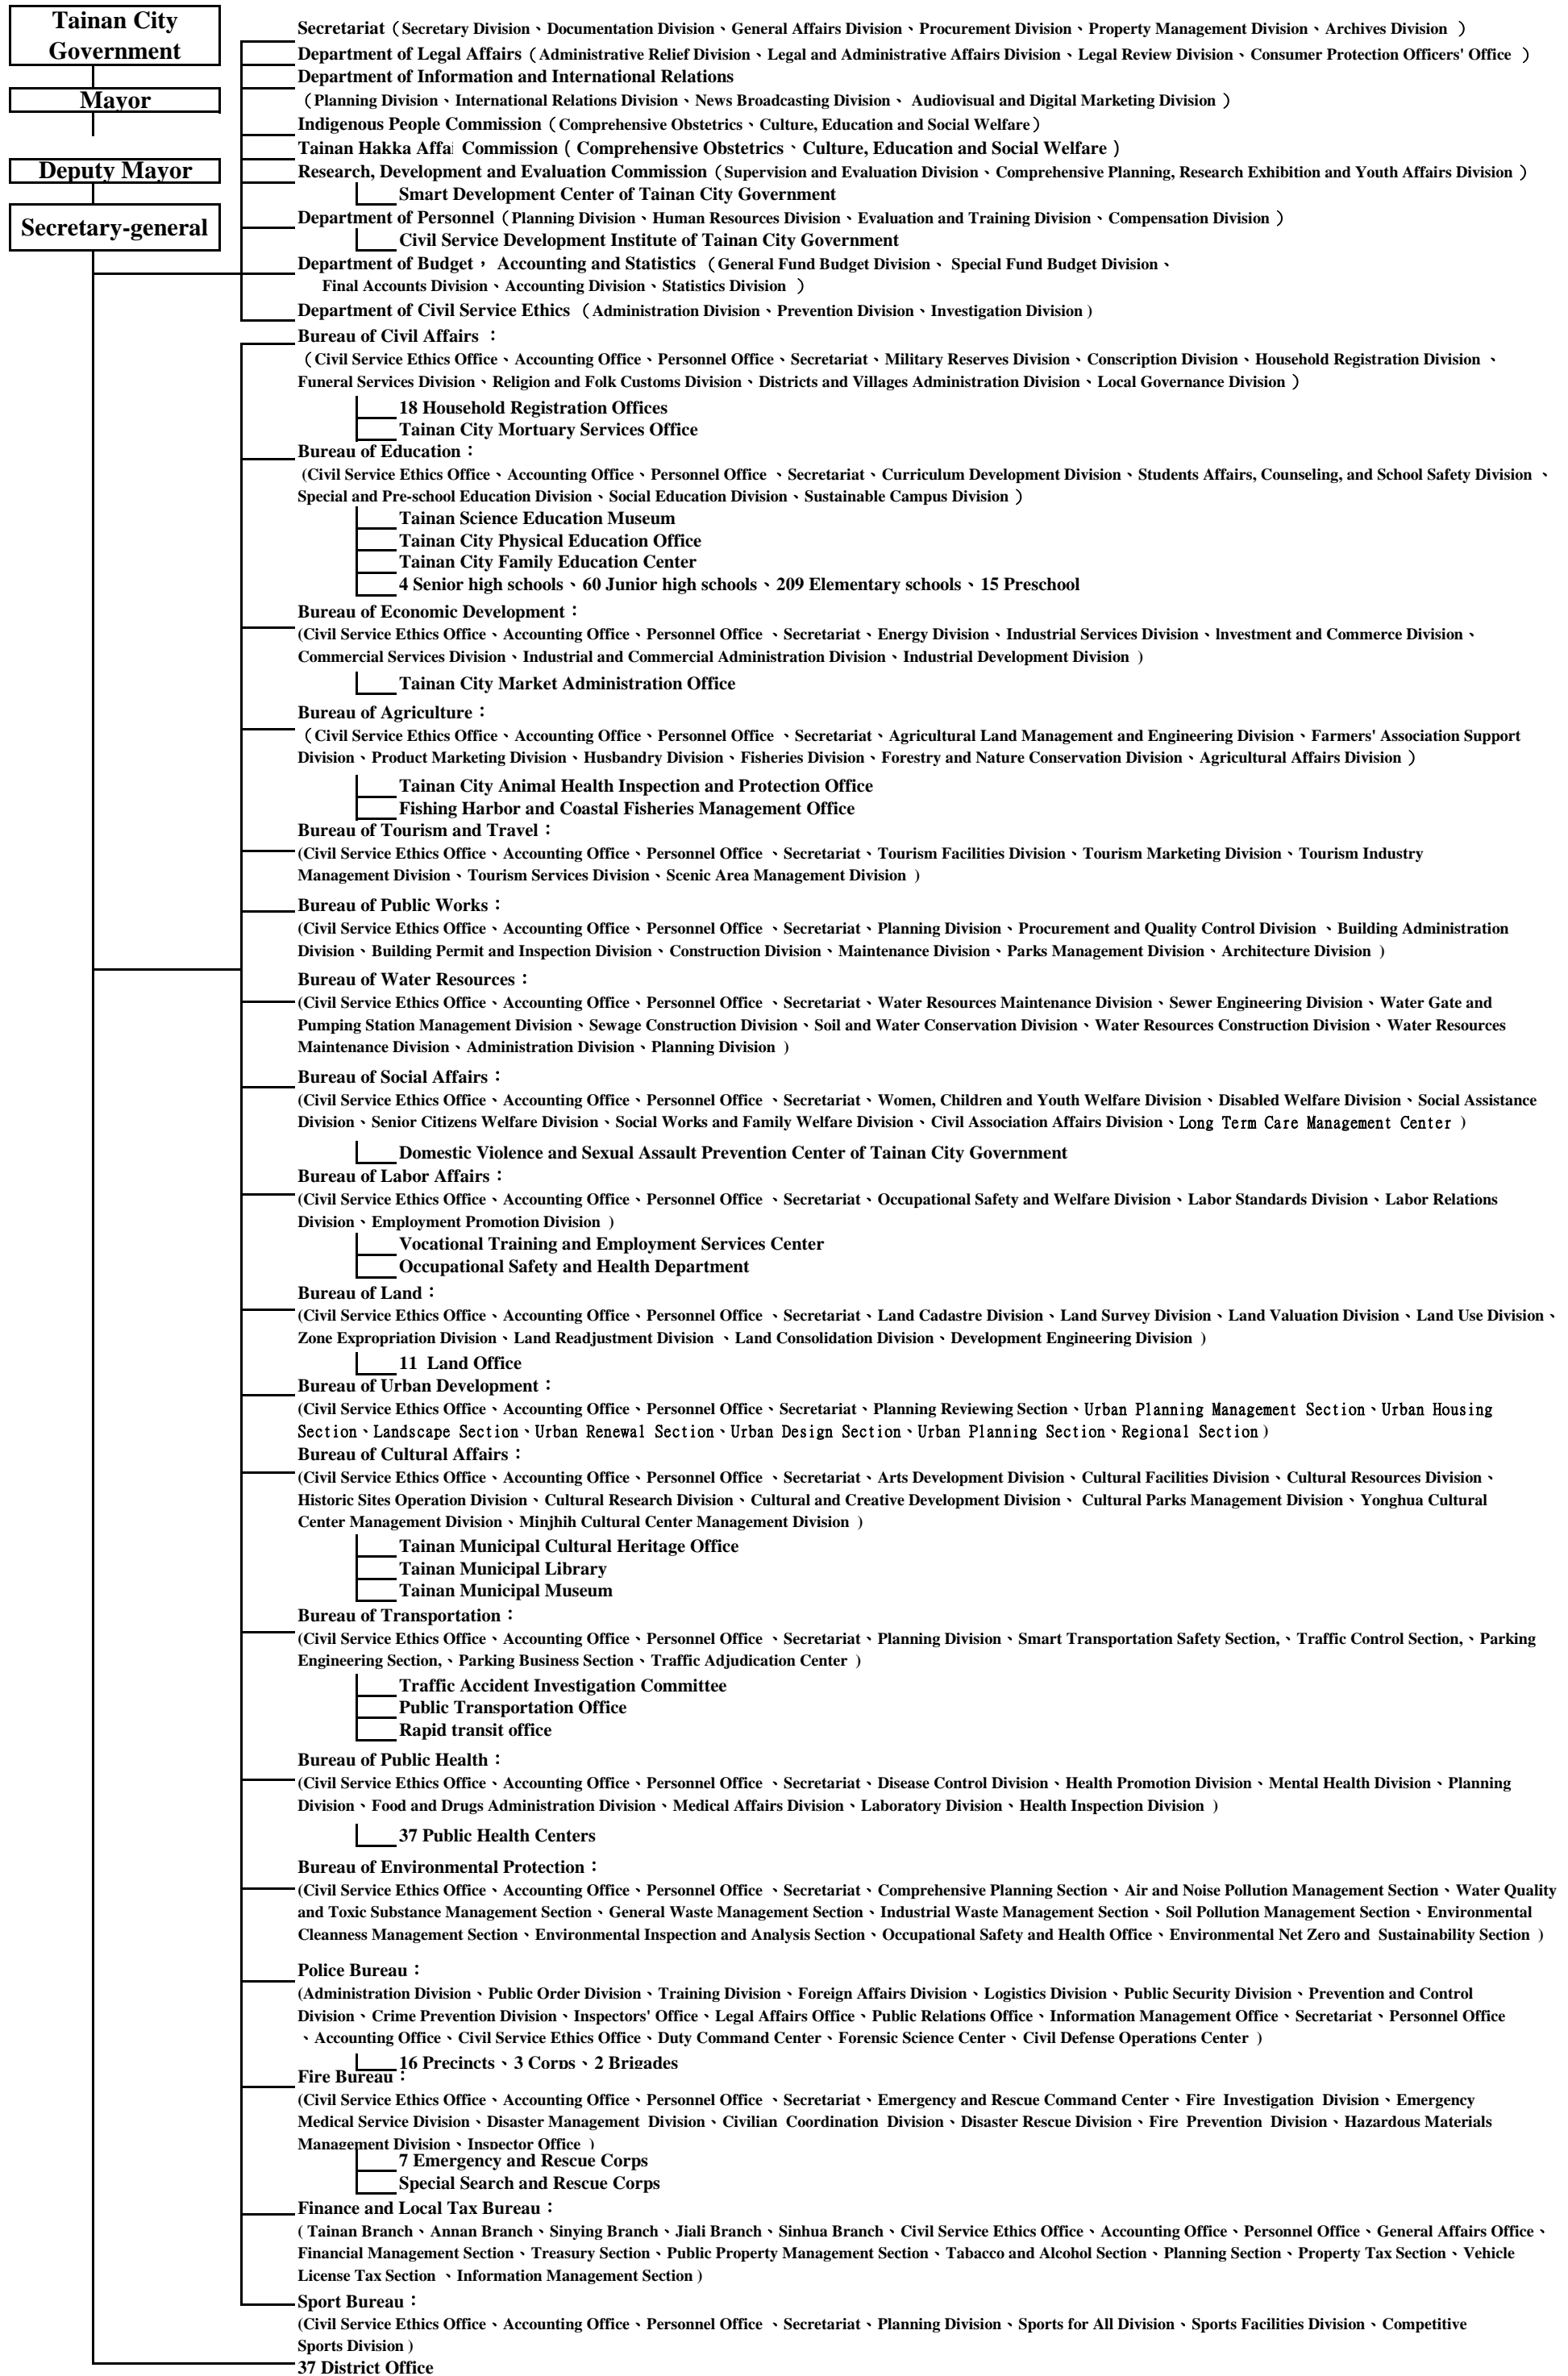 Tainan City
Government
Mayor
Deputy Mayor
Secretary-general
Secretariat（Secretary Division、Documentation Division、General Affairs Division、Procurement Division、Property Management Division、Archives Division ）
Department of Legal Affairs（Administrative Relief Division、Legal and Administrative Affairs Division、Legal Review Division、Consumer Protection Officers' Office ）
Department of Information and International Relations
（Planning Division、International Relations Division、News Broadcasting Division、 Audiovisual and Digital Marketing Division ）
Indigenous People Commission（Comprehensive Obstetrics、Culture, Education and Social Welfare）
Tainan Hakka Affai Commission（Comprehensive Obstetrics、Culture, Education and Social Welfare ）
Research, Development and Evaluation Commission（Supervision and Evaluation Division、Comprehensive Planning, Research Exhibition and Youth Affairs Division ）
Smart Development Center of Tainan City Government
Department of Personnel（Planning Division、Human Resources Division、Evaluation and Training Division、Compensation Division ）
Civil Service Development Institute of Tainan City Government
Department of Budget， Accounting and Statistics （General Fund Budget Division、 Special Fund Budget Division、
Final Accounts Division、Accounting Division、Statistics Division ）
Department of Civil Service Ethics （Administration Division、Prevention Division、Investigation Division )
Bureau of Civil Affairs ：
（Civil Service Ethics Office、Accounting Office、Personnel Office、Secretariat、Military Reserves Division、Conscription Division、Household Registration Division 、
Funeral Services Division、Religion and Folk Customs Division、Districts and Villages Administration Division、Local Governance Division ）
18 Household Registration Offices
Tainan City Mortuary Services Office
Bureau of Education：
(Civil Service Ethics Office、Accounting Office、Personnel Office 、Secretariat、Curriculum Development Division、Students Affairs, Counseling, and School Safety Division 、
Special and Pre-school Education Division、Social Education Division、Sustainable Campus Division ）
Tainan Science Education Museum
Tainan City Physical Education Office
Tainan City Family Education Center
4 Senior high schools、60 Junior high schools、209 Elementary schools、15 Preschool
Bureau of Economic Development：
(Civil Service Ethics Office、Accounting Office、Personnel Office 、Secretariat、Energy Division、Industrial Services Division、lnvestment and Commerce Division、
Commercial Services Division、Industrial and Commercial Administration Division、Industrial Development Division )
Tainan City Market Administration Office
Bureau of Agriculture：
（Civil Service Ethics Office、Accounting Office、Personnel Office 、Secretariat、Agricultural Land Management and Engineering Division、Farmers' Association Support
Division、Product Marketing Division、Husbandry Division、Fisheries Division、Forestry and Nature Conservation Division、Agricultural Affairs Division ）
Tainan City Animal Health Inspection and Protection Office
Fishing Harbor and Coastal Fisheries Management Office
Bureau of Tourism and Travel：
(Civil Service Ethics Office、Accounting Office、Personnel Office 、Secretariat、Tourism Facilities Division、Tourism Marketing Division、Tourism Industry
Management Division、Tourism Services Division、Scenic Area Management Division )
Bureau of Public Works：
(Civil Service Ethics Office、Accounting Office、Personnel Office 、Secretariat、Planning Division、Procurement and Quality Control Division 、Building Administration
Division、Building Permit and Inspection Division、Construction Division、Maintenance Division、Parks Management Division、Architecture Division )
Bureau of Water Resources：
(Civil Service Ethics Office、Accounting Office、Personnel Office 、Secretariat、Water Resources Maintenance Division、Sewer Engineering Division、Water Gate and
Pumping Station Management Division、Sewage Construction Division、Soil and Water Conservation Division、Water Resources Construction Division、Water Resources
Maintenance Division、Administration Division、Planning Division )
Bureau of Social Affairs：
(Civil Service Ethics Office、Accounting Office、Personnel Office 、Secretariat、Women, Children and Youth Welfare Division、Disabled Welfare Division、Social Assistance
Division、Senior Citizens Welfare Division、Social Works and Family Welfare Division、Civil Association Affairs Division、Long Term Care Management Center )
Domestic Violence and Sexual Assault Prevention Center of Tainan City Government
Bureau of Labor Affairs：
(Civil Service Ethics Office、Accounting Office、Personnel Office 、Secretariat、Occupational Safety and Welfare Division、Labor Standards Division、Labor Relations
Division、Employment Promotion Division )
Vocational Training and Employment Services Center
Occupational Safety and Health Department
Bureau of Land：
(Civil Service Ethics Office、Accounting Office、Personnel Office 、Secretariat、Land Cadastre Division、Land Survey Division、Land Valuation Division、Land Use Division、
Zone Expropriation Division、Land Readjustment Division 、Land Consolidation Division、Development Engineering Division )
11 Land Office
Bureau of Urban Development：
(Civil Service Ethics Office、Accounting Office、Personnel Office、Secretariat、Planning Reviewing Section、Urban Planning Management Section、Urban Housing
Section、Landscape Section、Urban Renewal Section、Urban Design Section、Urban Planning Section、Regional Section)
Bureau of Cultural Affairs：
(Civil Service Ethics Office、Accounting Office、Personnel Office 、Secretariat、Arts Development Division、Cultural Facilities Division、Cultural Resources Division、
Historic Sites Operation Division、Cultural Research Division、Cultural and Creative Development Division、 Cultural Parks Management Division、Yonghua Cultural
Center Management Division、Minjhih Cultural Center Management Division )
Tainan Municipal Cultural Heritage Office
Tainan Municipal Library
Tainan Municipal Museum
Bureau of Transportation：
(Civil Service Ethics Office、Accounting Office、Personnel Office 、Secretariat、Planning Division、Smart Transportation Safety Section,、Traffic Control Section,、Parking
Engineering Section,、Parking Business Section、Traffic Adjudication Center )
Traffic Accident Investigation Committee
Public Transportation Office
Rapid transit office
Bureau of Public Health：
(Civil Service Ethics Office、Accounting Office、Personnel Office 、Secretariat、Disease Control Division、Health Promotion Division、Mental Health Division、Planning
Division、Food and Drugs Administration Division、Medical Affairs Division、Laboratory Division、Health Inspection Division )
37 Public Health Centers
Bureau of Environmental Protection：
(Civil Service Ethics Office、Accounting Office、Personnel Office 、Secretariat、Comprehensive Planning Section、Air and Noise Pollution Management Section、Water Quality
and Toxic Substance Management Section、General Waste Management Section、Industrial Waste Management Section、Soil Pollution Management Section、Environmental
Cleanness Management Section、Environmental Inspection and Analysis Section、Occupational Safety and Health Office、Environmental Net Zero and Sustainability Section )
Police Bureau：
(Administration Division、Public Order Division、Training Division、Foreign Affairs Division、Logistics Division、Public Security Division、Prevention and Control
Division、Crime Prevention Division、Inspectors' Office、Legal Affairs Office、Public Relations Office、Information Management Office、Secretariat、Personnel Office
、Accounting Office、Civil Service Ethics Office、Duty Command Center、Forensic Science Center、Civil Defense Operations Center )
16 Precincts、3 Corps、2 Brigades
Fire Bureau：
(Civil Service Ethics Office、Accounting Office、Personnel Office 、Secretariat、Emergency and Rescue Command Center、Fire Investigation Division、Emergency
Medical Service Division、Disaster Management Division、Civilian Coordination Division、Disaster Rescue Division、Fire Prevention Division、Hazardous Materials
Management Division、Inspector Office )
7 Emergency and Rescue Corps
Special Search and Rescue Corps
Finance and Local Tax Bureau：
( Tainan Branch、Annan Branch、Sinying Branch、Jiali Branch、Sinhua Branch、Civil Service Ethics Office、Accounting Office、Personnel Office、General Affairs Office、
Financial Management Section、Treasury Section、Public Property Management Section、Tabacco and Alcohol Section、Planning Section、Property Tax Section、Vehicle
License Tax Section 、Information Management Section )
Sport Bureau：
(Civil Service Ethics Office、Accounting Office、Personnel Office 、Secretariat、Planning Division、Sports for All Division、Sports Facilities Division、Competitive
Sports Division )
37 District Office